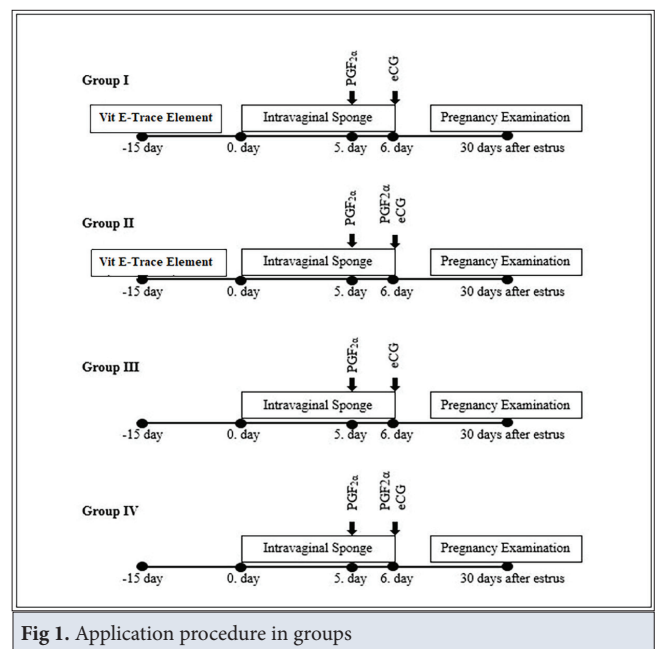 PGF2α
eCG
Group I
Vit E-Trace Element
Intravaginal Sponge
Pregnancy Examination
-15 day
0. day
5. day
6. day
30 days after estrus
PGF2α
PGF2α
eCG
Group II
Vit E-Trace Element
Intravaginal Sponge
Pregnancy Examination
-15 day
0. day
5. day
6. day
30 days after estrus
PGF2α
eCG
Group III
Intravaginal Sponge
Pregnancy Examination
-15 day
0. day
5. day
6. day
30 days after estrus
PGF2α
PGF2α
eCG
Group IV
Intravaginal Sponge
Pregnancy Examination
-15 day
0. day
5. day
6. day
30 days after estrus
Fig 1. Application procedure in groups